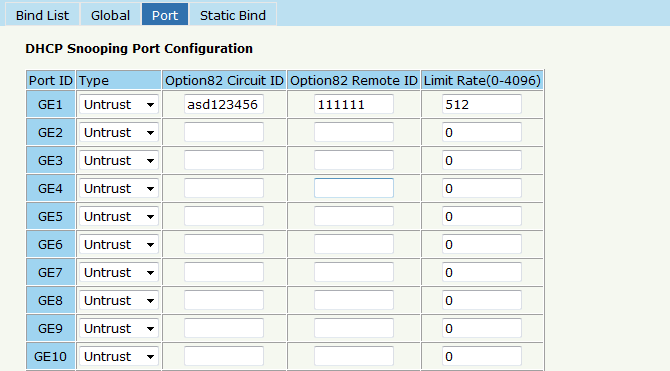 Bind List Global Port Static Bind
DHCP Snooping Port Configuration
Port ID Type Option82 Circuit ID Option82 Remote ID Limit Rate(0-4096)
GE1 Untrust asd123456 111111 512
GE2 Untrust 0
GE3 Untrust 0
GE4 Untrust 0
GE5 Untrust 0
GE6 Untrust 0
GE7 Untrust 0
GE8 Untrust 0
GE9 Untrust 0
GE10 Untrust 0